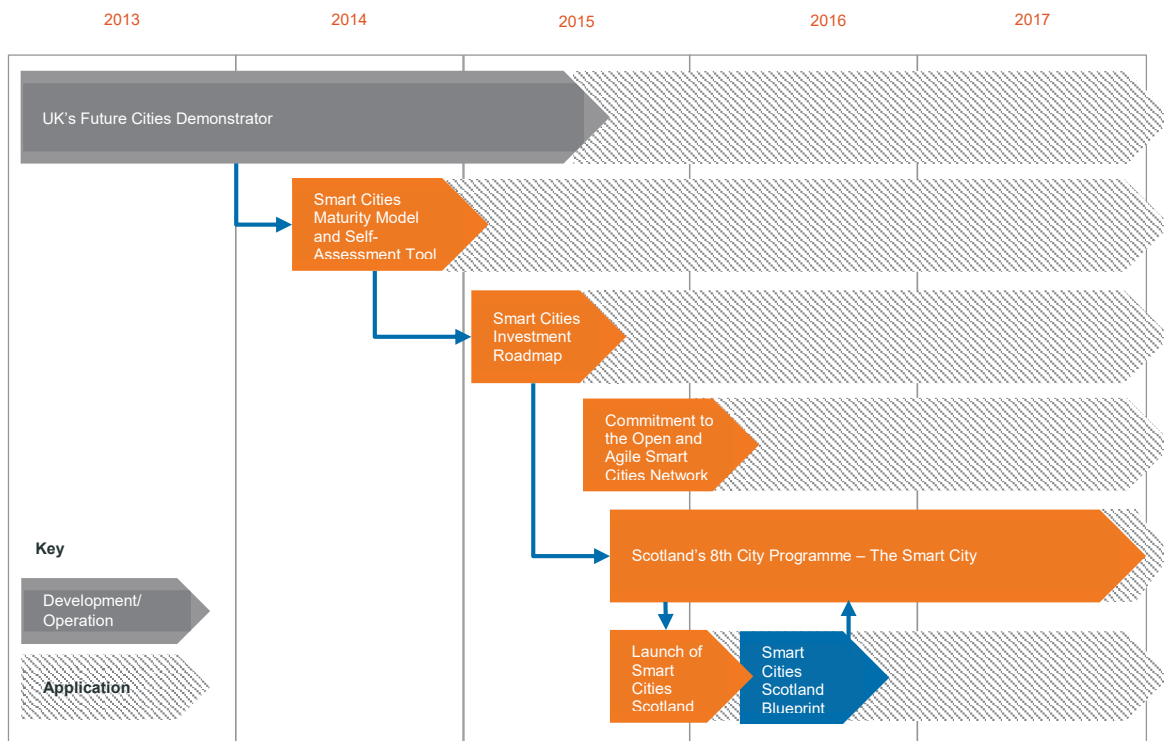 2013 2014 2015 2016 2017
UK's Future Cities Demonstrator
Smart Cities
Maturity Model
and Self-
Assessment Tool
Smart Cities
Investment
Roadmap
Commitment to
the Open and
Agile Smart
Cities Network
Scotland's 8th City Programme – The Smart City
Launch of
Smart
Cities
Scotland
Smart
Cities
Scotland
Blueprint
Key
Development/
Operation
Application